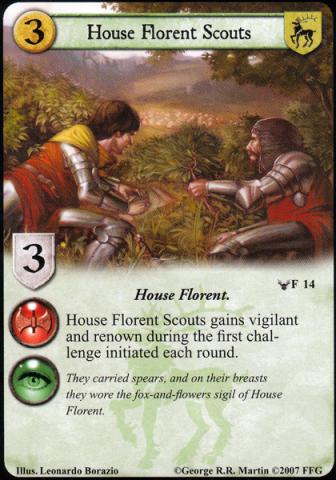 3
House Florent Scouts
3
F 14
House Florent.
House Florent Scouts gains vigilant
and renown during the first chal-
lenge initiated each round.
They carried spears, and on their breasts
they wore the fox-and-flowers sigil of House
Florent.
Illus. Leonardo Borazio ©George R.R. Martin ©2007 FFG